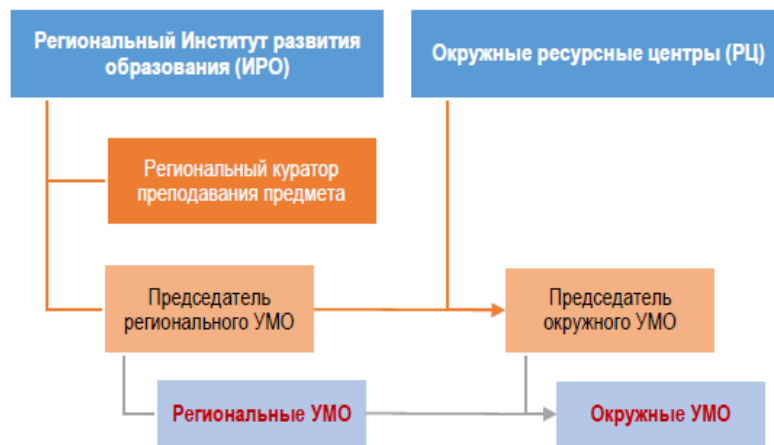 Региональный Институт развития
образования (ИРО)
Окружные ресурсные центры (РЦ)
Региональный куратор
преподавания предмета
Председатель
регионального УМО
Председатель
окружного УМО
Региональные УМО
Окружные УМО